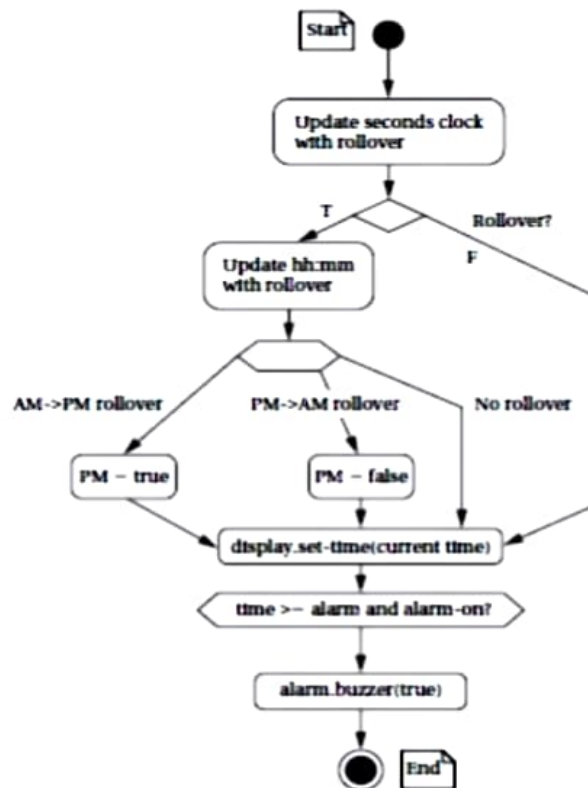 Start
Update seconds clock
with rollover
T
Rollover?
F
Update hh:mm
with rollover
AM->PM rollover
PM->AM rollover
No rollover
PM − true
PM − false
display.set-time(current time)
time >− alarm and alarm-on?
alarm.buzzer(true)
End